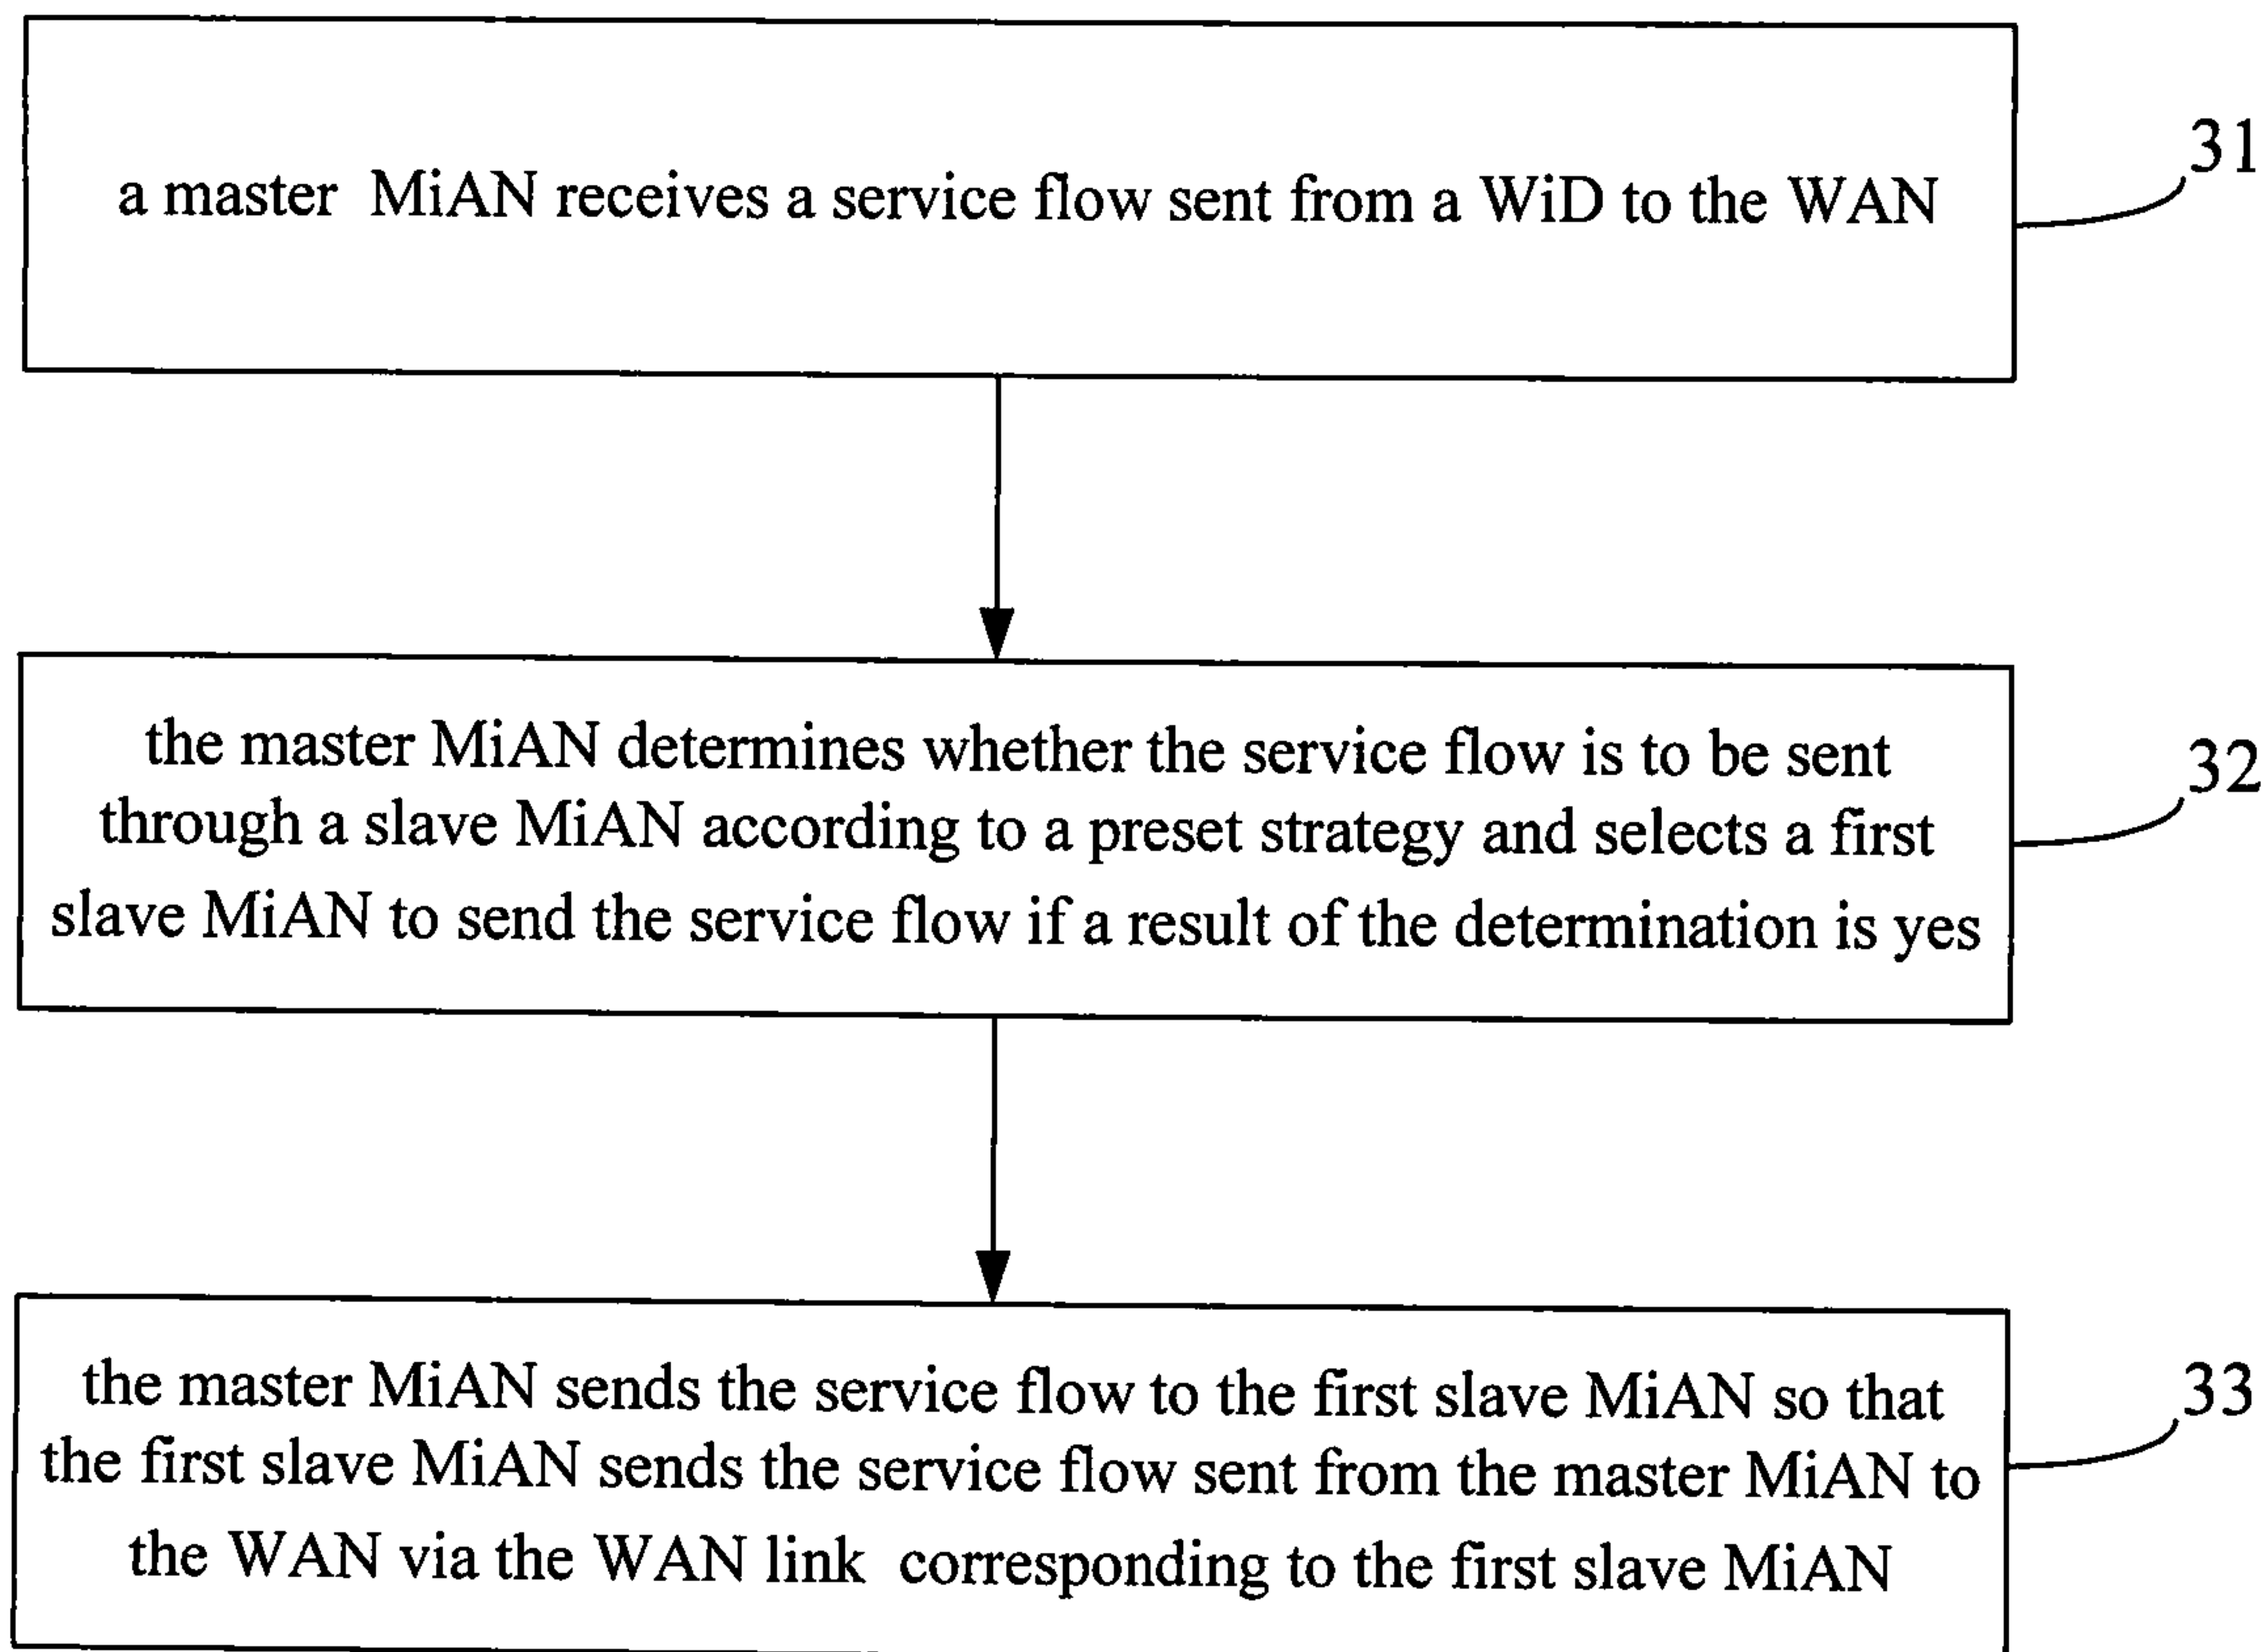 a master MiAN receives a service flow sent from a WiD to the WAN
31
the master MiAN determines whether the service flow is to be sent
through a slave MiAN according to a preset strategy and selects a first
slave MiAN to send the service flow if a result of the determination is yes
32
the master MiAN sends the service flow to the first slave MiAN so that
the first slave MiAN sends the service flow sent from the master MiAN to
the WAN via the WAN link corresponding to the first slave MiAN
33